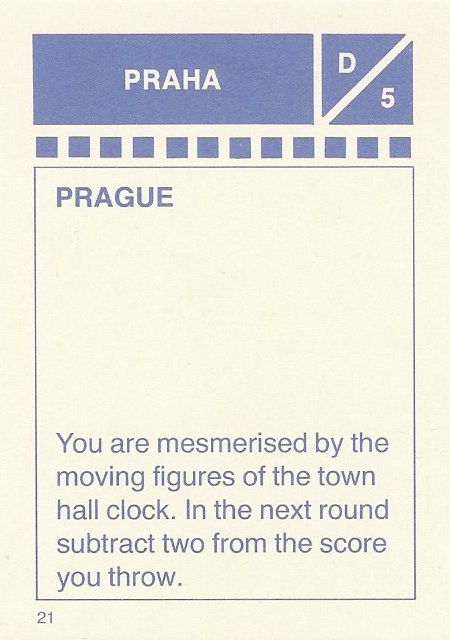 PRAHA
D
5
PRAGUE
You are mesmerised by the
moving figures of the town
hall clock. In the next round
subtract two from the score
you throw.
21